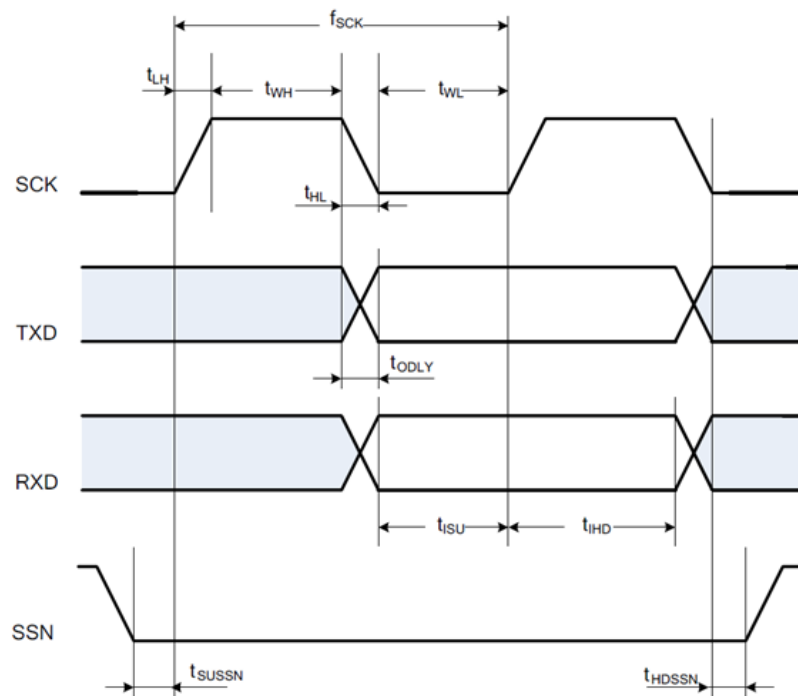 fSCK
tLH
tWH
tWL
SCK
tHL
TXD
tODLY
RXD
tISU
tIHD
SSN
tSUSSN
tHDSSN